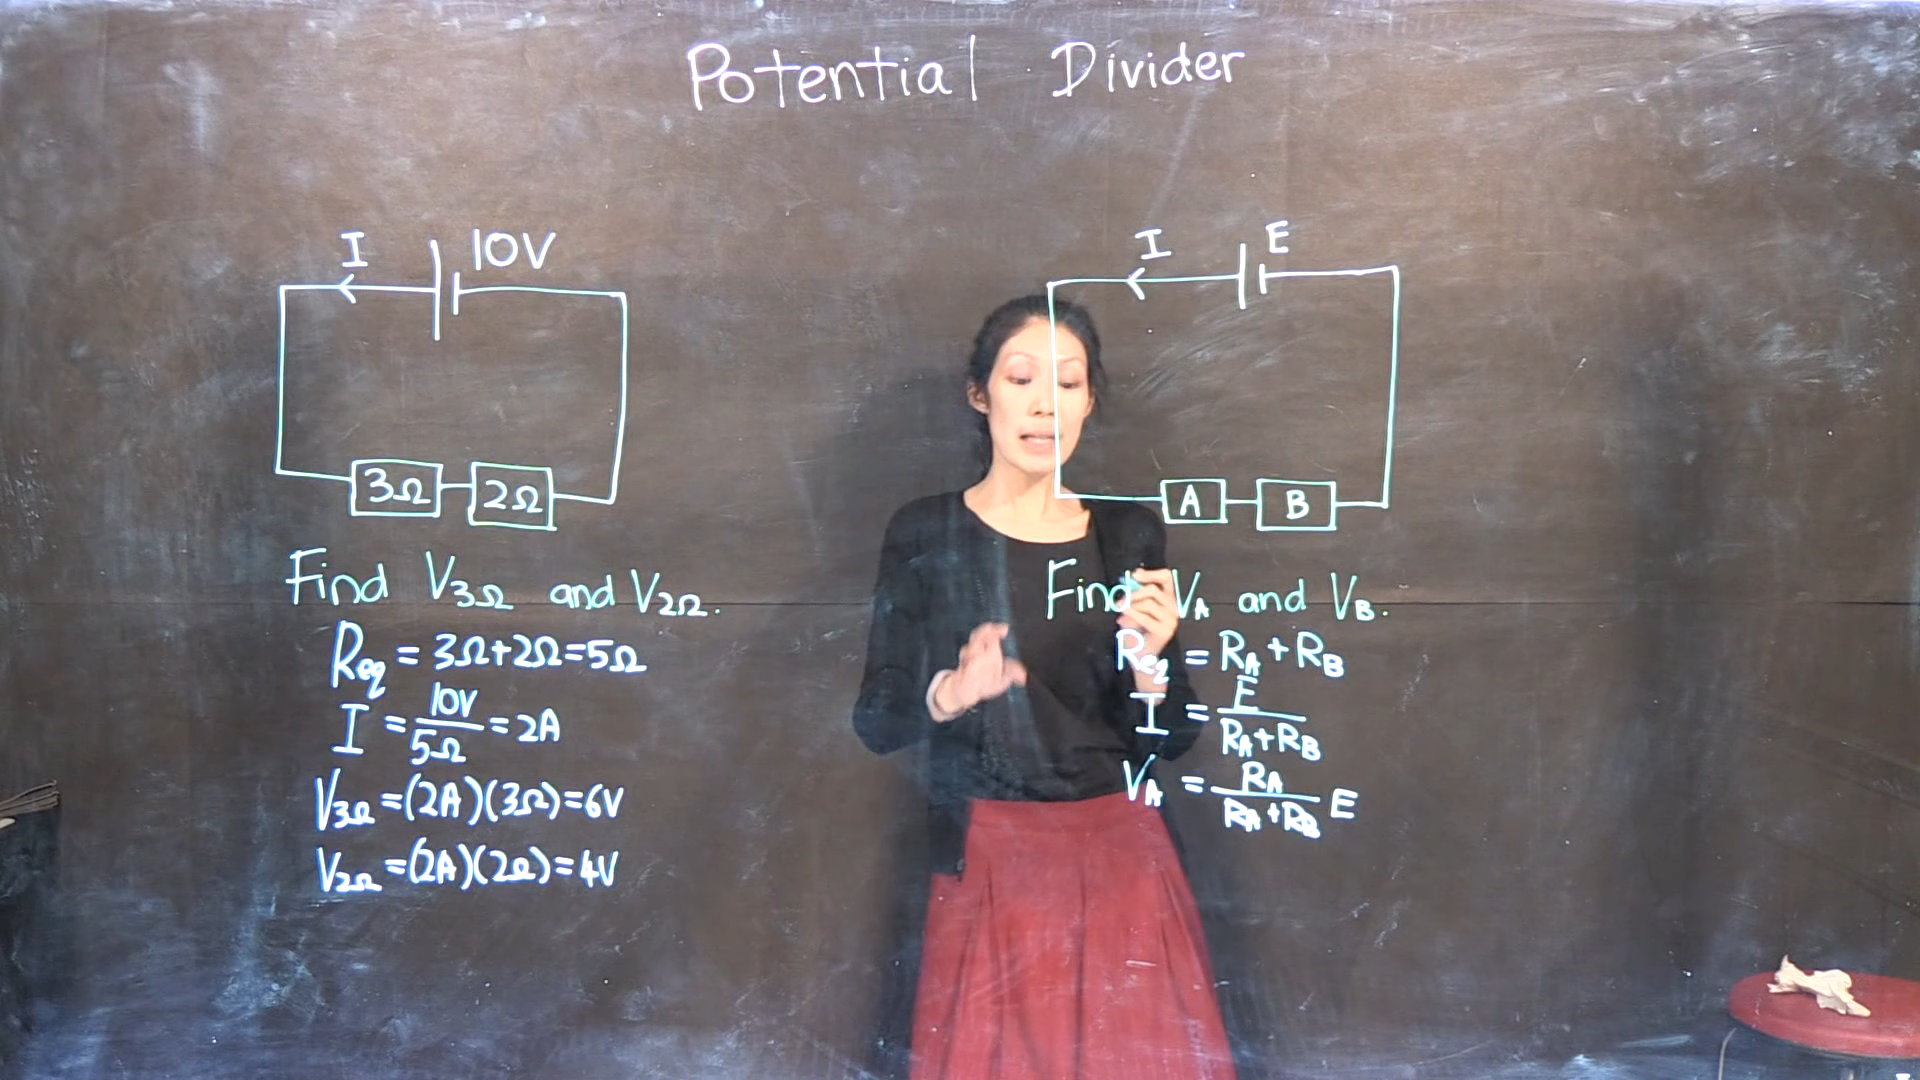 Potential Divider
I 10V
3Ω 2Ω
Find V3Ω and V2Ω.
Req = 3Ω+2Ω=5Ω
I = 10V/5Ω = 2A
V3Ω =(2A)(3Ω)=6V
V2Ω =(2A)(2Ω)=4V
I E
A B
Find VA and VB.
Req = RA + RB
I = E/RA+RB
VA = RA/RA+RB E